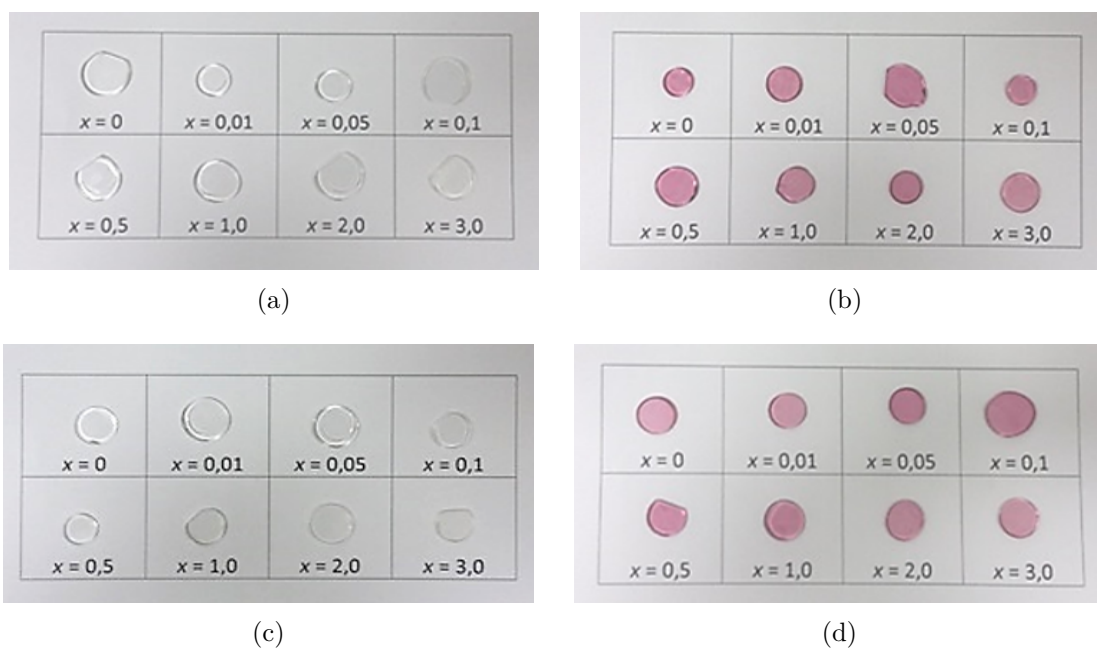 x = 0 x = 0,01 x = 0,05 x = 0,1
x = 0,5 x = 1,0 x = 2,0 x = 3,0
(a)
x = 0 x = 0,01 x = 0,05 x = 0,1
x = 0,5 x = 1,0 x = 2,0 x = 3,0
(b)
x = 0 x = 0,01 x = 0,05 x = 0,1
x = 0,5 x = 1,0 x = 2,0 x = 3,0
(c)
x = 0 x = 0,01 x = 0,05 x = 0,1
x = 0,5 x = 1,0 x = 2,0 x = 3,0
(d)